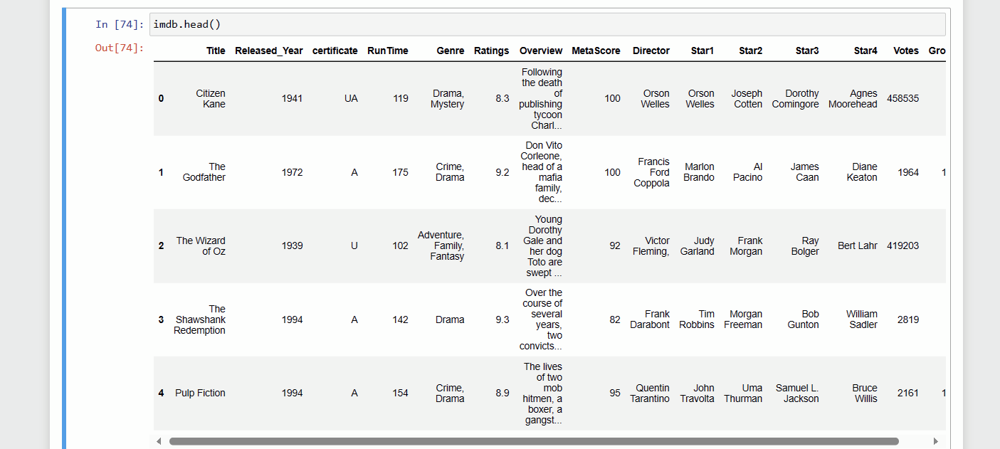 In [74]: imdb.head()
Out[74]:
Title Released_Year certificate RunTime Genre Ratings Overview MetaScore Director Star1 Star2 Star3 Star4 Votes Gro
0 Citizen Kane 1941 UA 119 Drama, Mystery 8.3 Following the death of publishing tycoon Charl... 100 Orson Welles Orson Welles Joseph Cotten Dorothy Comingore Agnes Moorehead 458535
1 The Godfather 1972 A 175 Crime, Drama 9.2 Don Vito Corleone, head of a mafia family, dec... 100 Francis Ford Coppola Marlon Brando Al Pacino James Caan Diane Keaton 1964 1
2 The Wizard of Oz 1939 U 102 Adventure, Family, Fantasy 8.1 Young Dorothy Gale and her dog Toto are swept ... 92 Victor Fleming, Judy Garland Frank Morgan Ray Bolger Bert Lahr 419203
3 The Shawshank Redemption 1994 A 142 Drama 9.3 Over the course of several years, two convicts... 82 Frank Darabont Tim Robbins Morgan Freeman Bob Gunton William Sadler 2819
4 Pulp Fiction 1994 A 154 Crime, Drama 8.9 The lives of two mob hitmen, a boxer, a gangst... 95 Quentin Tarantino John Travolta Uma Thurman Samuel L. Jackson Bruce Willis 2161 1